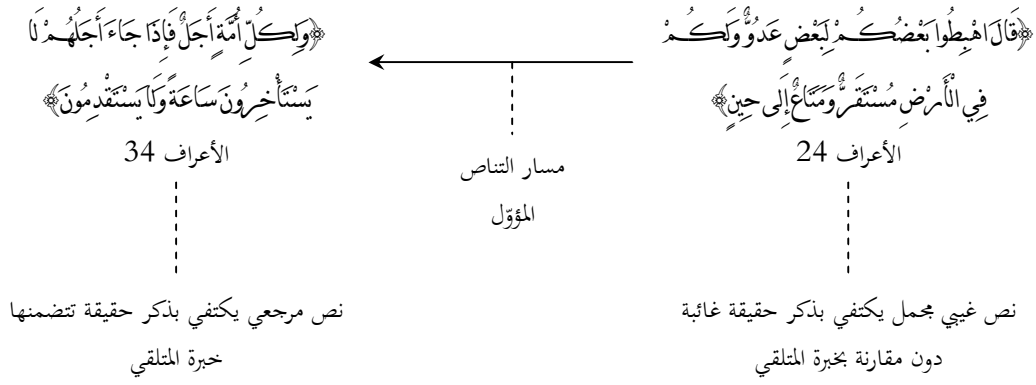 ﴿قَالَ اهْبِطُوا بَعْضُكُمْ لِبَعْضٍ عَدُوٌّ وَلَكُمْ
فِي الْأَرْضِ مُسْتَقَرٌّ وَمَتَاعٌ إِلَى حِينٍ﴾
الأعراف 24
نص غيبي مجمل يكتفي بذكر حقيقة غائبة
دون مقارنة بخبرة المتلقي
مسار التناص
المؤوّل
﴿وَلِكُلِّ أُمَّةٍ أَجَلٌ فَإِذَا جَاءَ أَجَلُهُمْ لَا
يَسْتَأْخِرُونَ سَاعَةً وَلَا يَسْتَقْدِمُونَ﴾
الأعراف 34
نص مرجعي يكتفي بذكر حقيقة تتضمنها
خبرة المتلقي